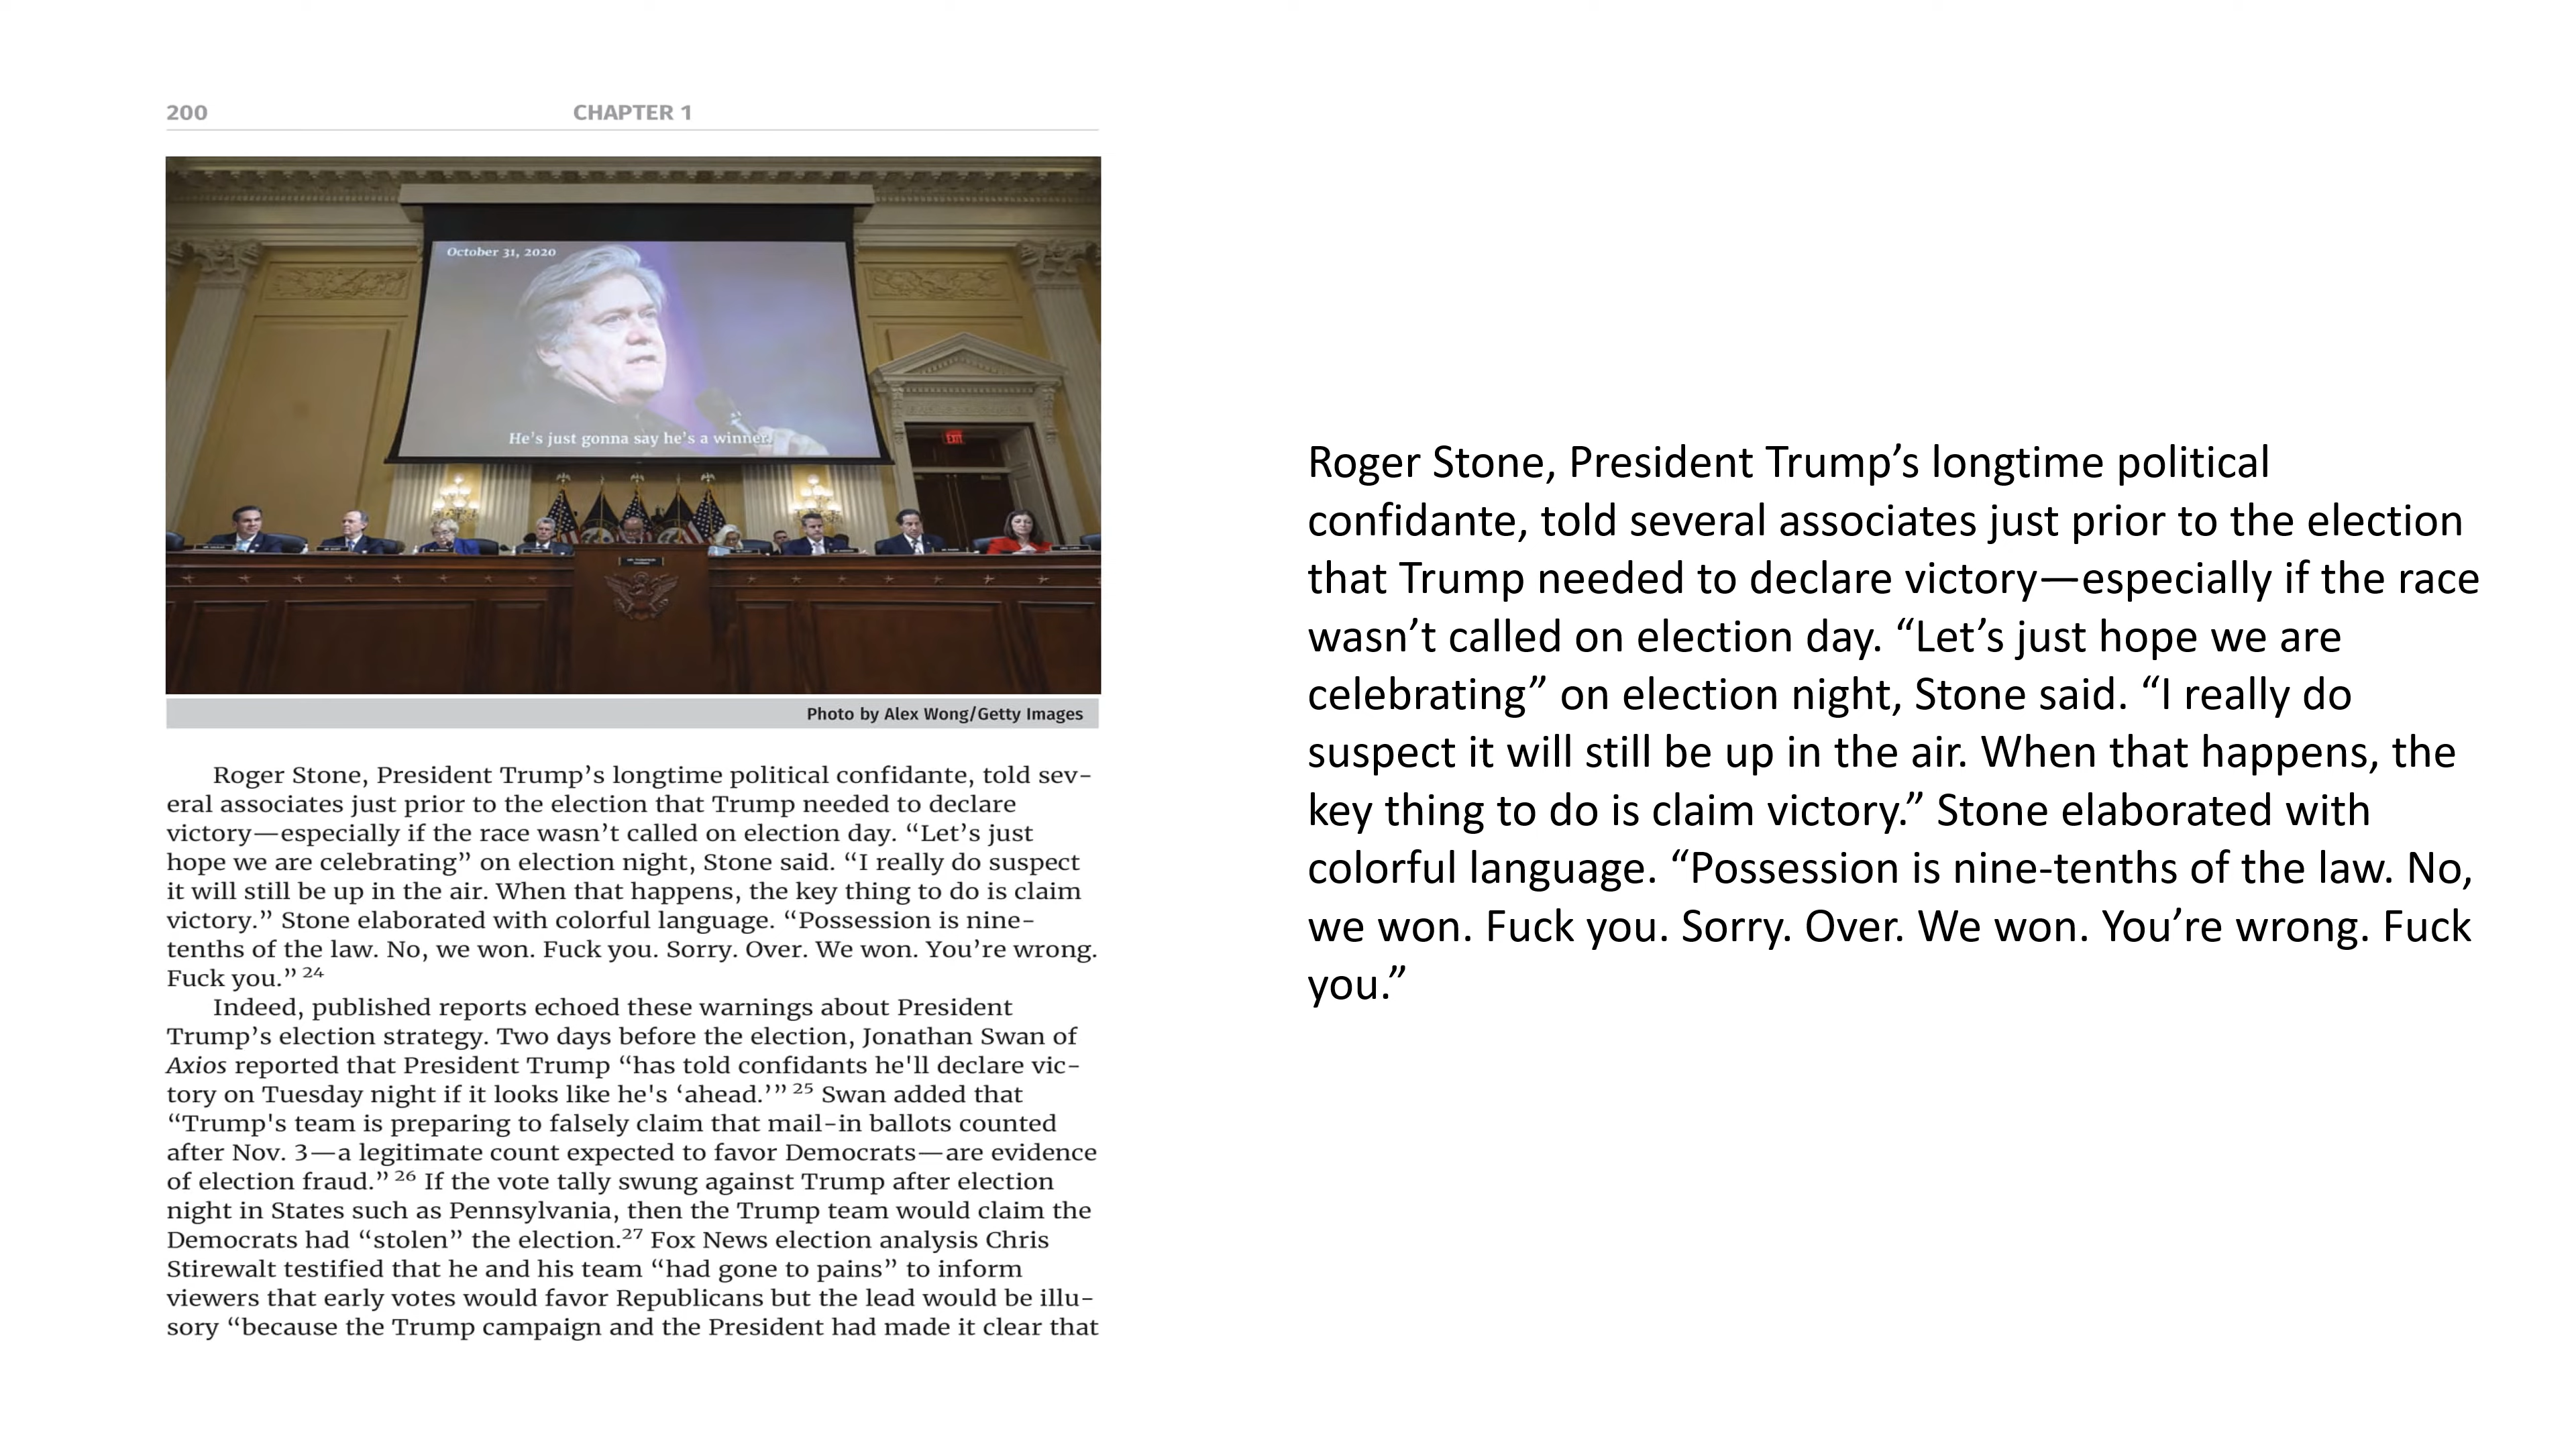 200
CHAPTER 1
October 31, 2020
He's just gonna say he's a winner.
EXIT
Photo by Alex Wong/Getty Images
Roger Stone, President Trump’s longtime political confidante, told sev-
eral associates just prior to the election that Trump needed to declare
victory—especially if the race wasn’t called on election day. “Let’s just
hope we are celebrating” on election night, Stone said. “I really do suspect
it will still be up in the air. When that happens, the key thing to do is claim
victory.” Stone elaborated with colorful language. “Possession is nine-
tenths of the law. No, we won. Fuck you. Sorry. Over. We won. You’re wrong.
Fuck you.” 24
Indeed, published reports echoed these warnings about President
Trump’s election strategy. Two days before the election, Jonathan Swan of
Axios reported that President Trump “has told confidants he'll declare vic-
tory on Tuesday night if it looks like he's ‘ahead.’” 25 Swan added that
“Trump's team is preparing to falsely claim that mail-in ballots counted
after Nov. 3—a legitimate count expected to favor Democrats—are evidence
of election fraud.” 26 If the vote tally swung against Trump after election
night in States such as Pennsylvania, then the Trump team would claim the
Democrats had “stolen” the election.27 Fox News election analysis Chris
Stirewalt testified that he and his team “had gone to pains” to inform
viewers that early votes would favor Republicans but the lead would be illu-
sory “because the Trump campaign and the President had made it clear that
Roger Stone, President Trump’s longtime political
confidante, told several associates just prior to the election
that Trump needed to declare victory—especially if the race
wasn’t called on election day. “Let’s just hope we are
celebrating” on election night, Stone said. “I really do
suspect it will still be up in the air. When that happens, the
key thing to do is claim victory.” Stone elaborated with
colorful language. “Possession is nine-tenths of the law. No,
we won. Fuck you. Sorry. Over. We won. You’re wrong. Fuck
you.”